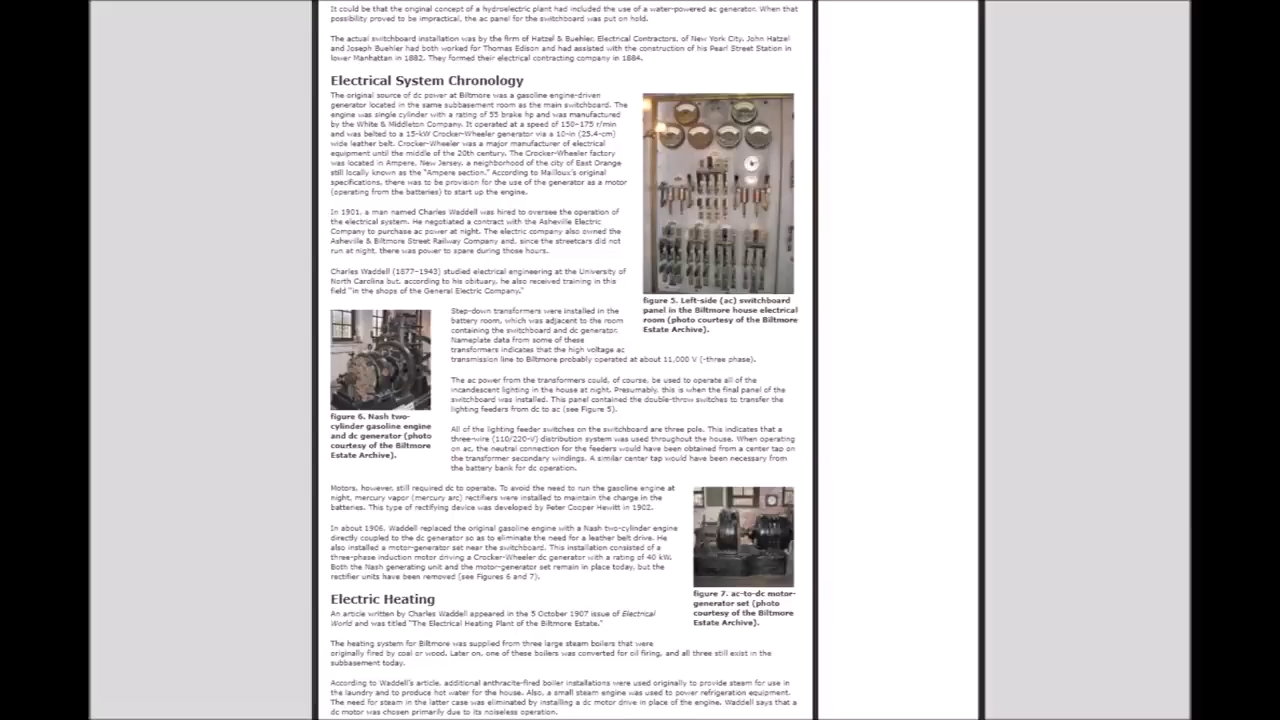 It could be that the original concept of a hydroelectric plant had included the use of a water-powered ac generator. When that
possibility proved to be impractical, the ac panel for the switchboard was put on hold.
The actual switchboard installation was by the firm of Hatzel & Buehler, Electrical Contractors, of New York City. John Hatzel
and Joseph Buehler had both worked for Thomas Edison and had assisted with the construction of his Pearl Street Station in
lower Manhattan in 1882. They formed their electrical contracting company in 1884.
Electrical System Chronology
The original source of dc power at Biltmore was a gasoline engine-driven
generator located in the same subbasement room as the main switchboard. The
engine was single cylinder with a rating of 55 brake hp and was manufactured
by the White & Middleton Company. It operated at a speed of 150–175 r/min
and was belted to a 15-kW Crocker-Wheeler generator via a 10-in (25.4-cm)
wide leather belt. Crocker-Wheeler was a major manufacturer of electrical
equipment until the middle of the 20th century. The Crocker-Wheeler factory
was located in Ampere, New Jersey, a neighborhood of the city of East Orange
still locally known as the "Ampere section." According to Mailloux's original
specifications, there was to be provision for the use of the generator as a motor
(operating from the batteries) to start up the engine.
In 1901, a man named Charles Waddell was hired to oversee the operation of
the electrical system. He negotiated a contract with the Asheville Electric
Company to purchase ac power at night. The electric company also owned the
Asheville & Biltmore Street Railway Company and, since the streetcars did not
run at night, there was power to spare during those hours.
Charles Waddell (1877–1943) studied electrical engineering at the University of
North Carolina but, according to his obituary, he also received training in this
field "in the shops of the General Electric Company."
figure 5. Left-side (ac) switchboard
panel in the Biltmore house electrical
room (photo courtesy of the Biltmore
Estate Archive).
Step-down transformers were installed in the
battery room, which was adjacent to the room
containing the switchboard and dc generator.
Nameplate data from some of these
transformers indicates that the high voltage ac
transmission line to Biltmore probably operated at about 11,000 V (-three phase).
The ac power from the transformers could, of course, be used to operate all of the
incandescent lighting in the house at night. Presumably, this is when the final panel of the
switchboard was installed. This panel contained the double-throw switches to transfer the
lighting feeders from dc to ac (see Figure 5).
figure 6. Nash two-
cylinder gasoline engine
and dc generator (photo
courtesy of the Biltmore
Estate Archive).
All of the lighting feeder switches on the switchboard are three pole. This indicates that a
three-wire (110/220-V) distribution system was used throughout the house. When operating
on ac, the neutral connection for the feeders would have been obtained from a center tap on
the transformer secondary windings. A similar center tap would have been necessary from
the battery bank for dc operation.
Motors, however, still required dc to operate. To avoid the need to run the gasoline engine at
night, mercury vapor (mercury arc) rectifiers were installed to maintain the charge in the
batteries. This type of rectifying device was developed by Peter Cooper Hewitt in 1902.
In about 1906, Waddell replaced the original gasoline engine with a Nash two-cylinder engine
directly coupled to the dc generator so as to eliminate the need for a leather belt drive. He
also installed a motor-generator set near the switchboard. This installation consisted of a
three-phase induction motor driving a Crocker-Wheeler dc generator with a rating of 40 kW.
Both the Nash generating unit and the motor-generator set remain in place today, but the
rectifier units have been removed (see Figures 6 and 7).
figure 7. ac-to-dc motor-
generator set (photo
courtesy of the Biltmore
Estate Archive).
Electric Heating
An article written by Charles Waddell appeared in the 5 October 1907 issue of Electrical
World and was titled "The Electrical Heating Plant of the Biltmore Estate."
The heating system for Biltmore was supplied from three large steam boilers that were
originally fired by coal or wood. Later on, one of these boilers was converted for oil firing, and all three still exist in the
subbasement today.
According to Waddell's article, additional anthracite-fired boiler installations were used originally to provide steam for use in
the laundry and to produce hot water for the house. Also, a small steam engine was used to power refrigeration equipment.
The need for steam in the latter case was eliminated by installing a dc motor drive in place of the engine. Waddell says that a
dc motor was chosen primarily due to its noiseless operation.